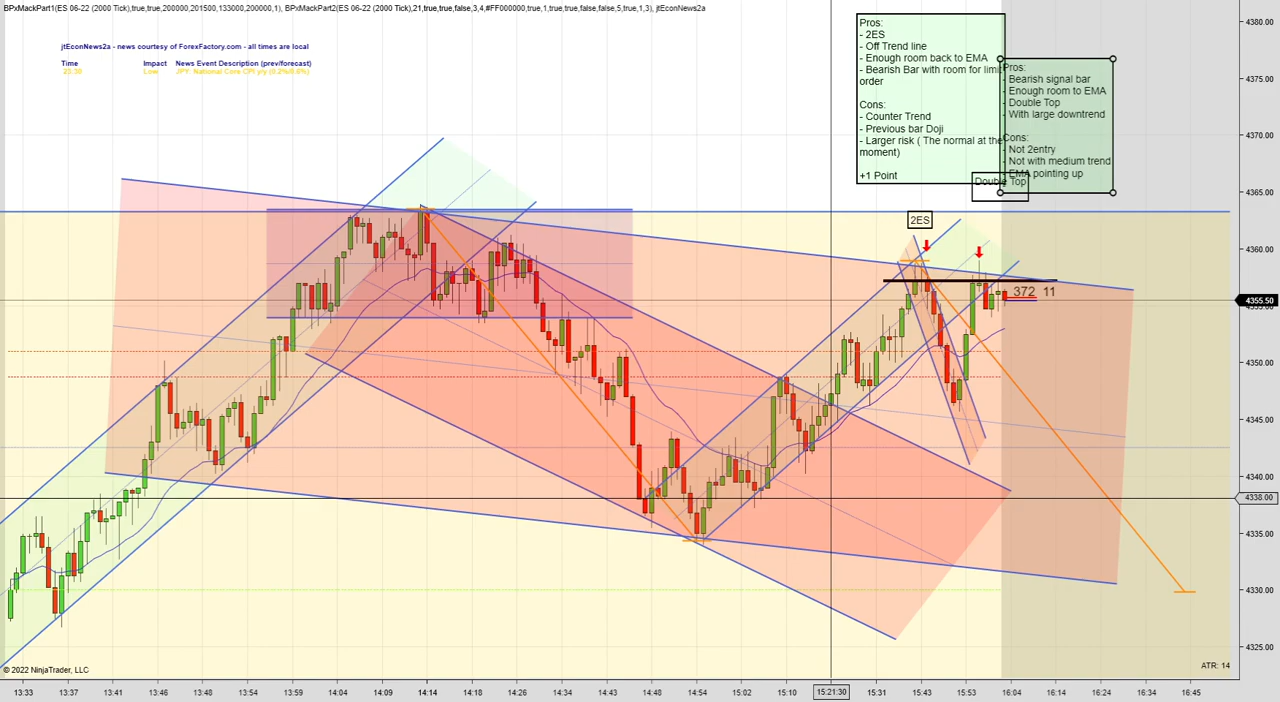 BPxMackPart1(ES 06-22 (2000 Tick),true,true,200000,201500,133000,200000,1), BPxMackPart2(ES 06-22 (2000 Tick),21,true,true,false,3,4,#FF000000,true,1,true,true,false,false,5,true,1,3), jtEconNews2a
jtEconNews2a - news courtesy of ForexFactory.com - all times are local
Time Impact News Event Description (prev/forecast)
Low JPY: National Core CPI y/y (0.2%/0.6%)
Pros:
- 2ES
- Off Trend line
- Enough room back to EMA
- Bearish Bar with room for limit
order
Cons:
- Counter Trend
- Previous bar Doji
- Larger risk ( The normal at the
moment)
+1 Point
Pros:
Bearish signal bar
Enough room to EMA
Double Top
With large downtrend
Cons:
Not 2entry
Not with medium trend
EMA pointing up
Double Top
2ES
372 11
4380.00
4375.00
4370.00
4365.00
4360.00
4355.50
4350.00
4345.00
4340.00
4338.00
4335.00
4330.00
4325.00
© 2022 NinjaTrader, LLC
ATR: 14
13:33 13:37 13:41 13:46 13:48 13:54 13:59 14:04 14:09 14:14 14:18 14:26 14:34 14:43 14:48 14:54 15:02 15:10 15:21:30 15:31 15:43 15:53 16:04 16:14 16:24 16:34 16:45